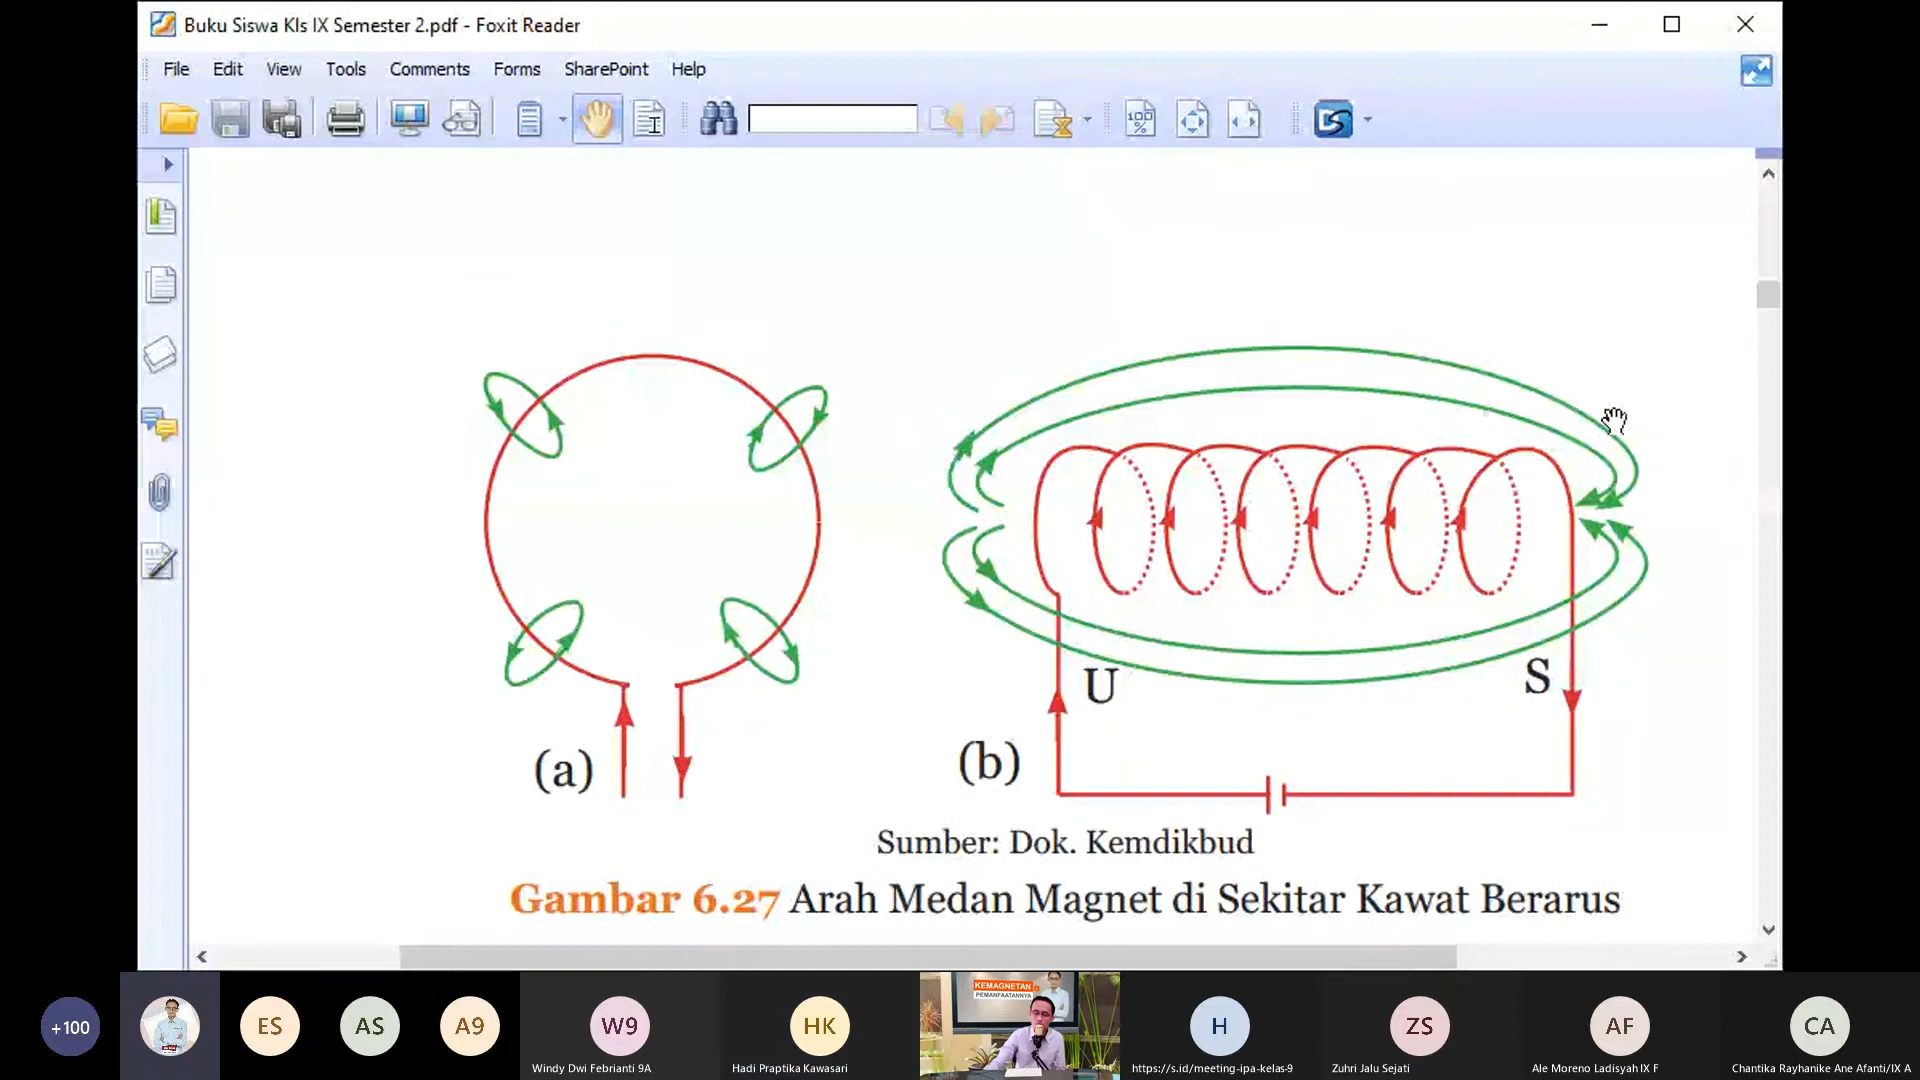 Buku Siswa Kls IX Semester 2.pdf - Foxit Reader
File Edit View Tools Comments Forms SharePoint Help
100 %
U
S
(a)
(b)
Sumber: Dok. Kemdikbud
Gambar 6.27 Arah Medan Magnet di Sekitar Kawat Berarus
+100
ES
AS
A9
W9
Windy Dwi Febrianti 9A
HK
Hadi Praptika Kawasari
KEMAGNETAN
PEMANFAATANNYA
H
https://s.id/meeting-ipa-kelas-9
ZS
Zuhri Jalu Sejati
AF
Ale Moreno Ladisyah IX F
CA
Chantika Rayhanike Ane Afanti/IX A